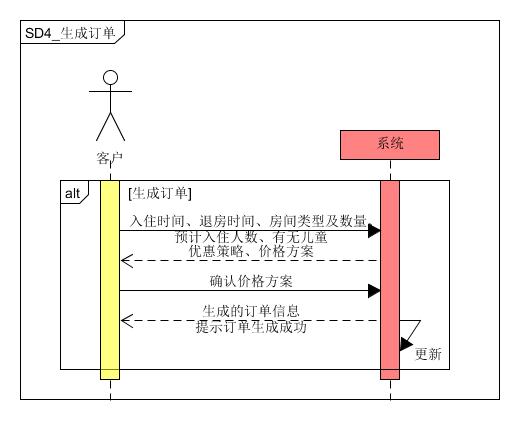 SD4_生成订单
客户
系统
alt
[生成订单]
入住时间、退房时间、房间类型及数量
预计入住人数、有无儿童
优惠策略、价格方案
确认价格方案
生成的订单信息
提示订单生成成功
更新